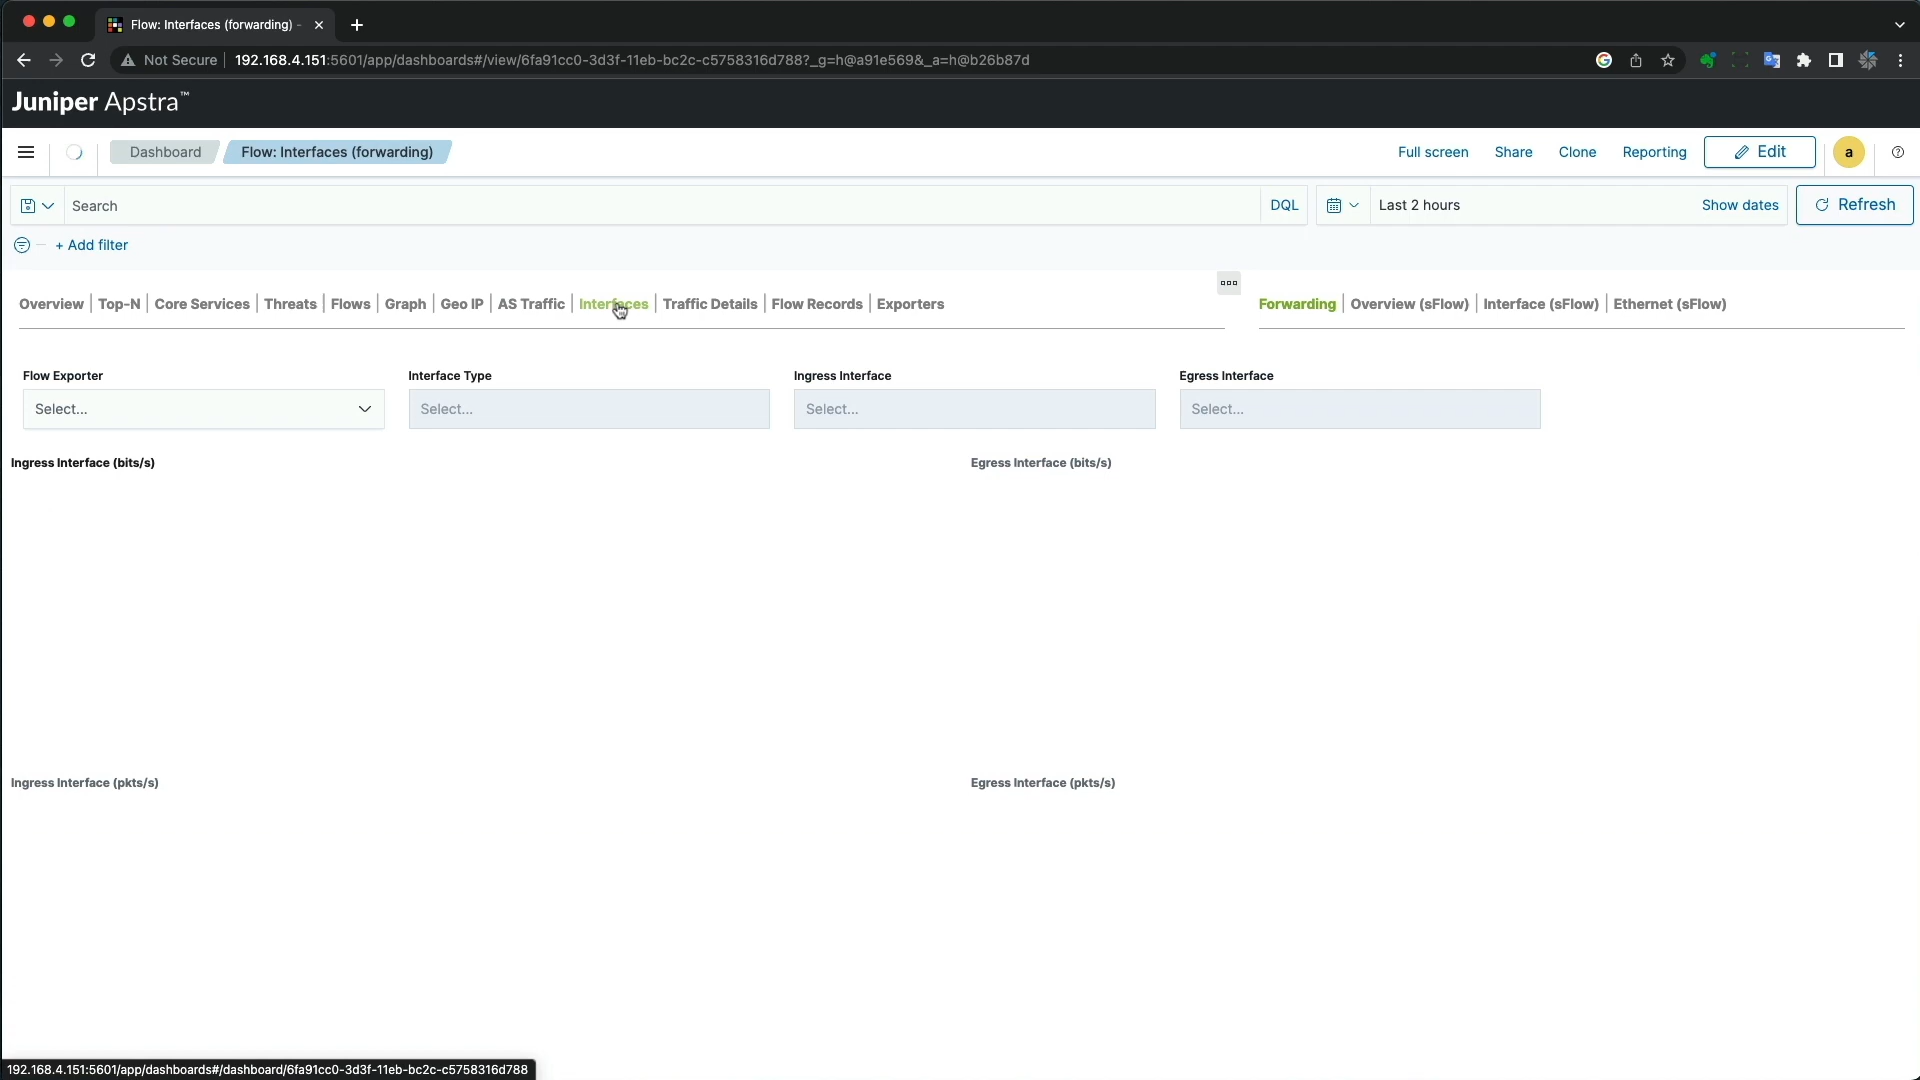 Flow: Interfaces (forwarding) -
Not Secure 192.168.4.151:5601/app/dashboards#/view/6fa91cc0-3d3f-11eb-bc2c-c5758316d788?_g=h@a91e569&_a=h@b26b87d
Juniper Apstra™
Dashboard Flow: Interfaces (forwarding) Full screen Share Clone Reporting Edit a
Search DQL Last 2 hours Show dates Refresh
+ Add filter
Overview Top-N Core Services Threats Flows Graph Geo IP AS Traffic Interfaces Traffic Details Flow Records Exporters Forwarding Overview (sFlow) Interface (sFlow) Ethernet (sFlow)
Flow Exporter Interface Type Ingress Interface Egress Interface
Select... Select... Select... Select...
Ingress Interface (bits/s) Egress Interface (bits/s)
Ingress Interface (pkts/s) Egress Interface (pkts/s)
192.168.4.151:5601/app/dashboards#/dashboard/6fa91cc0-3d3f-11eb-bc2c-c5758316d788